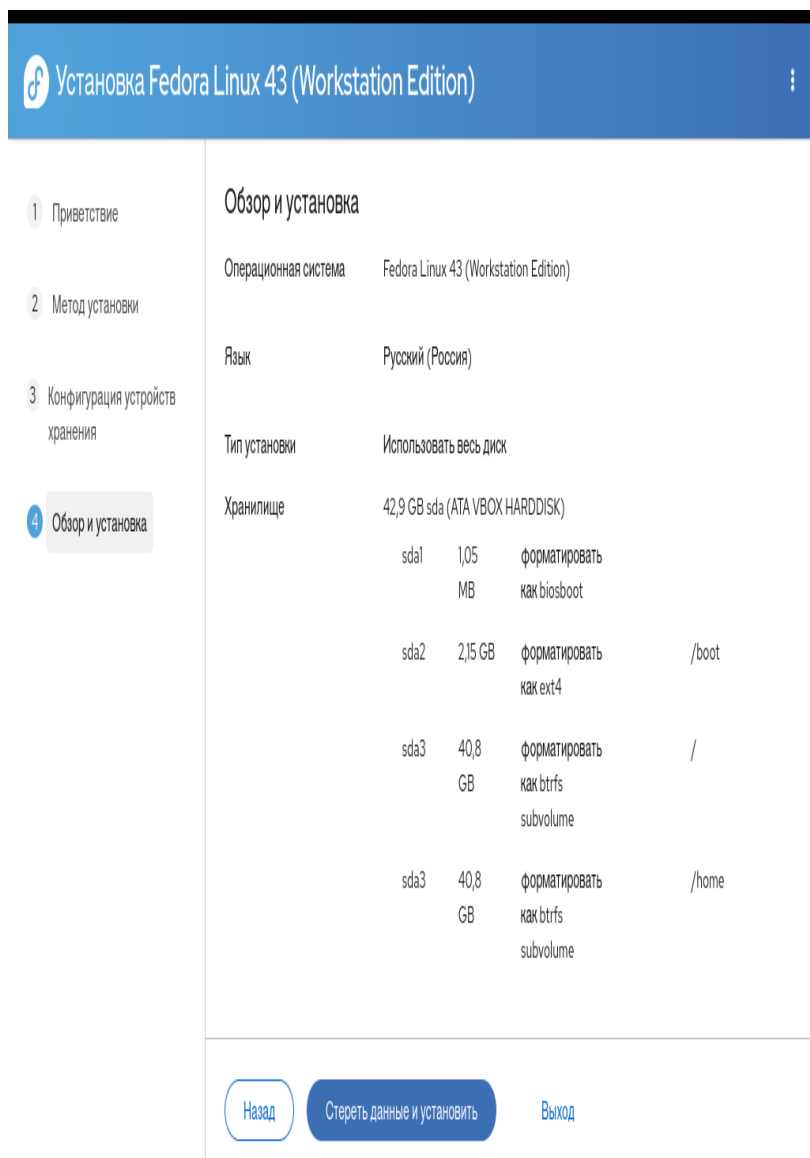 Установка Fedora Linux 43 (Workstation Edition)
1 Приветствие
2 Метод установки
3 Конфигурация устройств
хранения
4 Обзор и установка
Обзор и установка
Операционная система Fedora Linux 43 (Workstation Edition)
Язык Русский (Россия)
Тип установки Использовать весь диск
Хранилище 42,9 GB sda (ATA VBOX HARDDISK)
sda1 1,05 форматировать
MB как biosboot
sda2 2,15 GB форматировать /boot
как ext4
sda3 40,8 форматировать /
GB как btrfs
subvolume
sda3 40,8 форматировать /home
GB как btrfs
subvolume
Назад Стереть данные и установить Выход